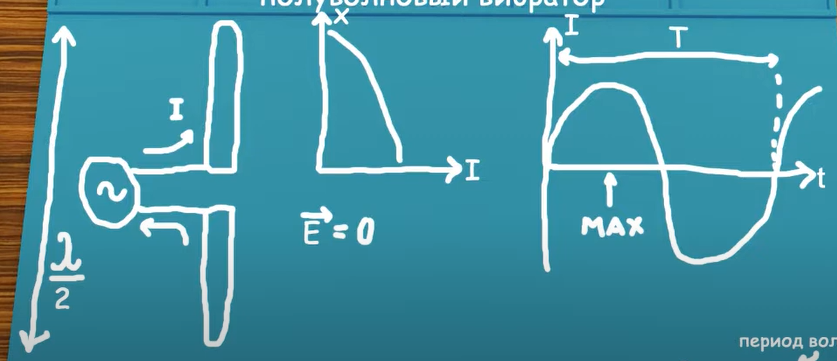 полуволновый вибратор
x
I
I
~
I
λ/2
E⃗ = 0
T
t
MAX
период вол